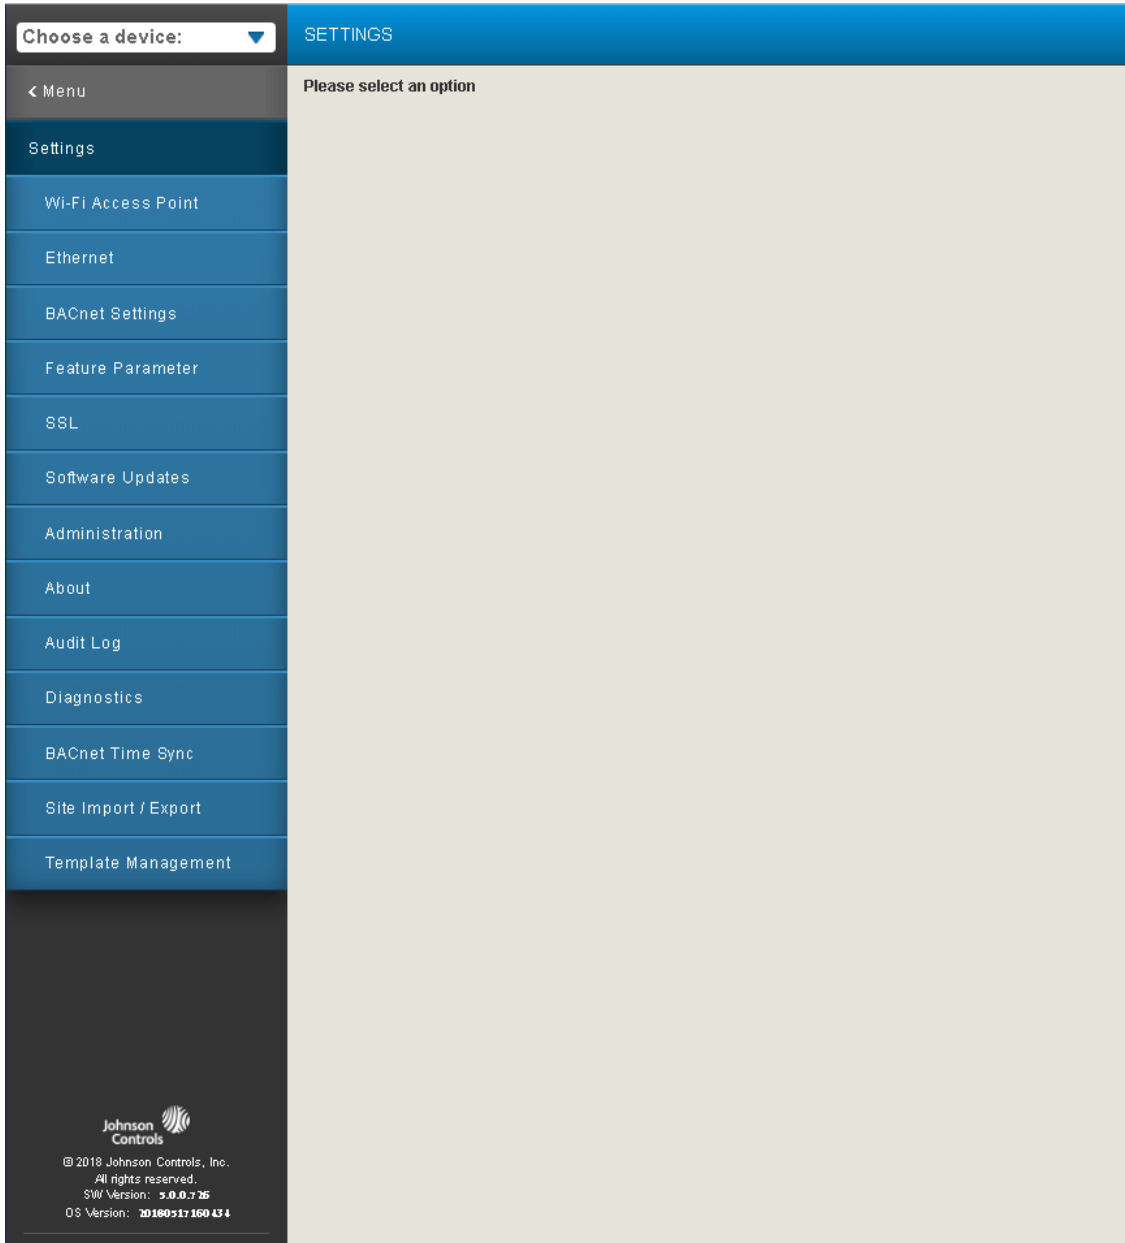 Choose a device:
SETTINGS
< Menu
Please select an option
Settings
Wi-Fi Access Point
Ethernet
BACnet Settings
Feature Parameter
SSL
Software Updates
Administration
About
Audit Log
Diagnostics
BACnet Time Sync
Site Import / Export
Template Management
Johnson
Controls
© 2018 Johnson Controls, Inc.
All rights reserved.
SW Version: 5.0.0.726
OS Version: 20180517160434